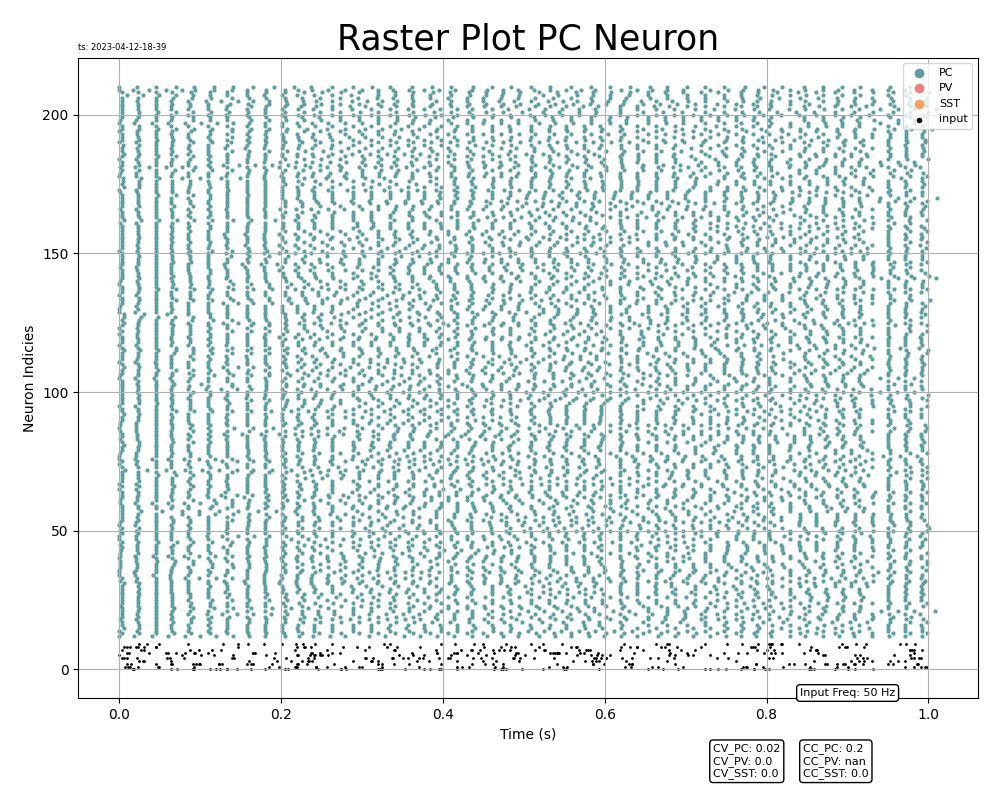 Raster Plot PC Neuron
ts: 2023-04-12-18-39
PC
PV
SST
input
200
150
100
50
0
Neuron Indicies
0.0 0.2 0.4 0.6 0.8 1.0
Time (s)
Input Freq: 50 Hz
CV_PC: 0.02
CV_PV: 0.0
CV_SST: 0.0
CC_PC: 0.2
CC_PV: nan
CC_SST: 0.0